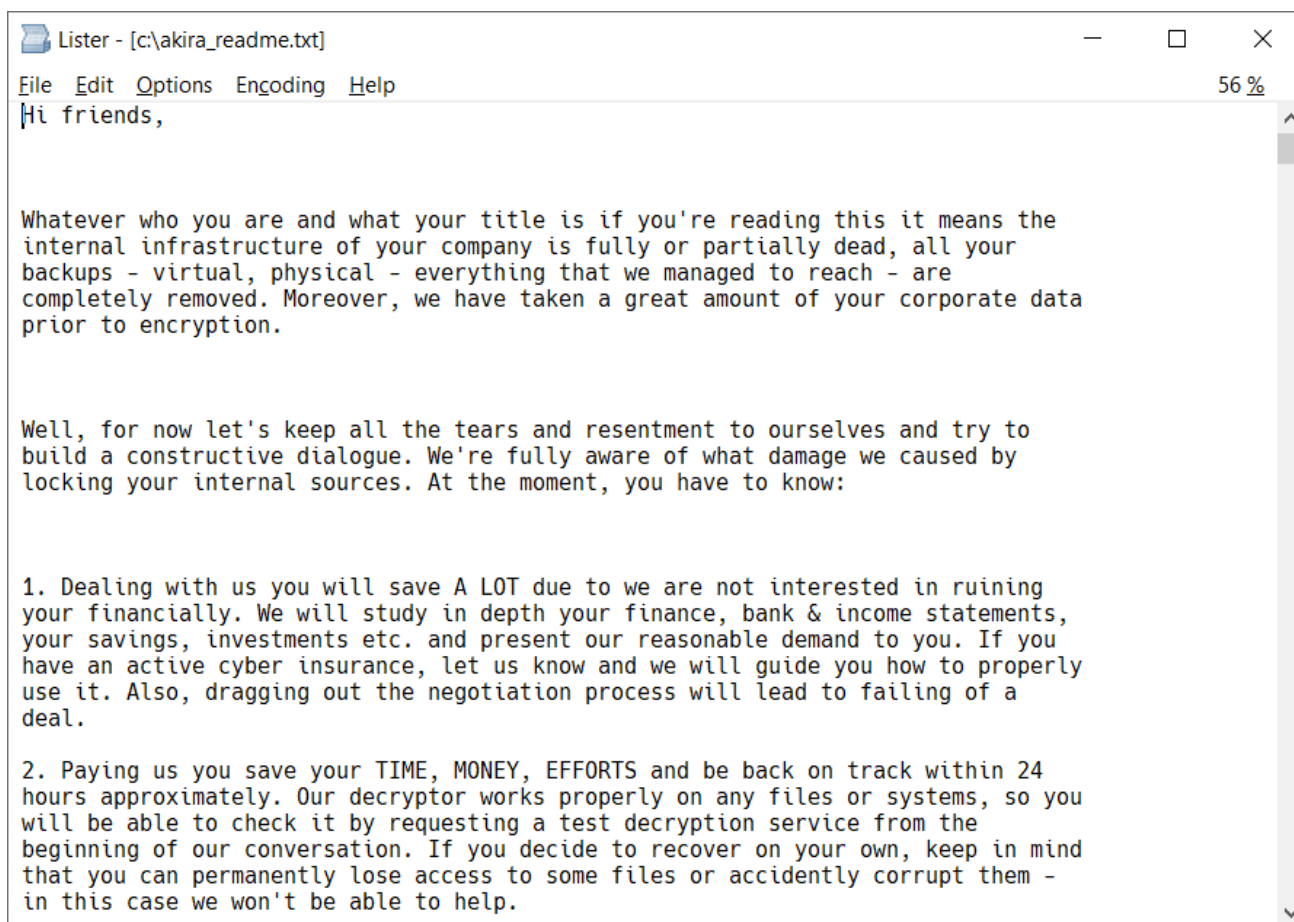 Lister - [c:\akira_readme.txt]
File Edit Options Encoding Help 56 %
Hi friends,
Whatever who you are and what your title is if you're reading this it means the
internal infrastructure of your company is fully or partially dead, all your
backups - virtual, physical - everything that we managed to reach - are
completely removed. Moreover, we have taken a great amount of your corporate data
prior to encryption.
Well, for now let's keep all the tears and resentment to ourselves and try to
build a constructive dialogue. We're fully aware of what damage we caused by
locking your internal sources. At the moment, you have to know:
1. Dealing with us you will save A LOT due to we are not interested in ruining
your financially. We will study in depth your finance, bank & income statements,
your savings, investments etc. and present our reasonable demand to you. If you
have an active cyber insurance, let us know and we will guide you how to properly
use it. Also, dragging out the negotiation process will lead to failing of a
deal.
2. Paying us you save your TIME, MONEY, EFFORTS and be back on track within 24
hours approximately. Our decryptor works properly on any files or systems, so you
will be able to check it by requesting a test decryption service from the
beginning of our conversation. If you decide to recover on your own, keep in mind
that you can permanently lose access to some files or accidently corrupt them -
in this case we won't be able to help.